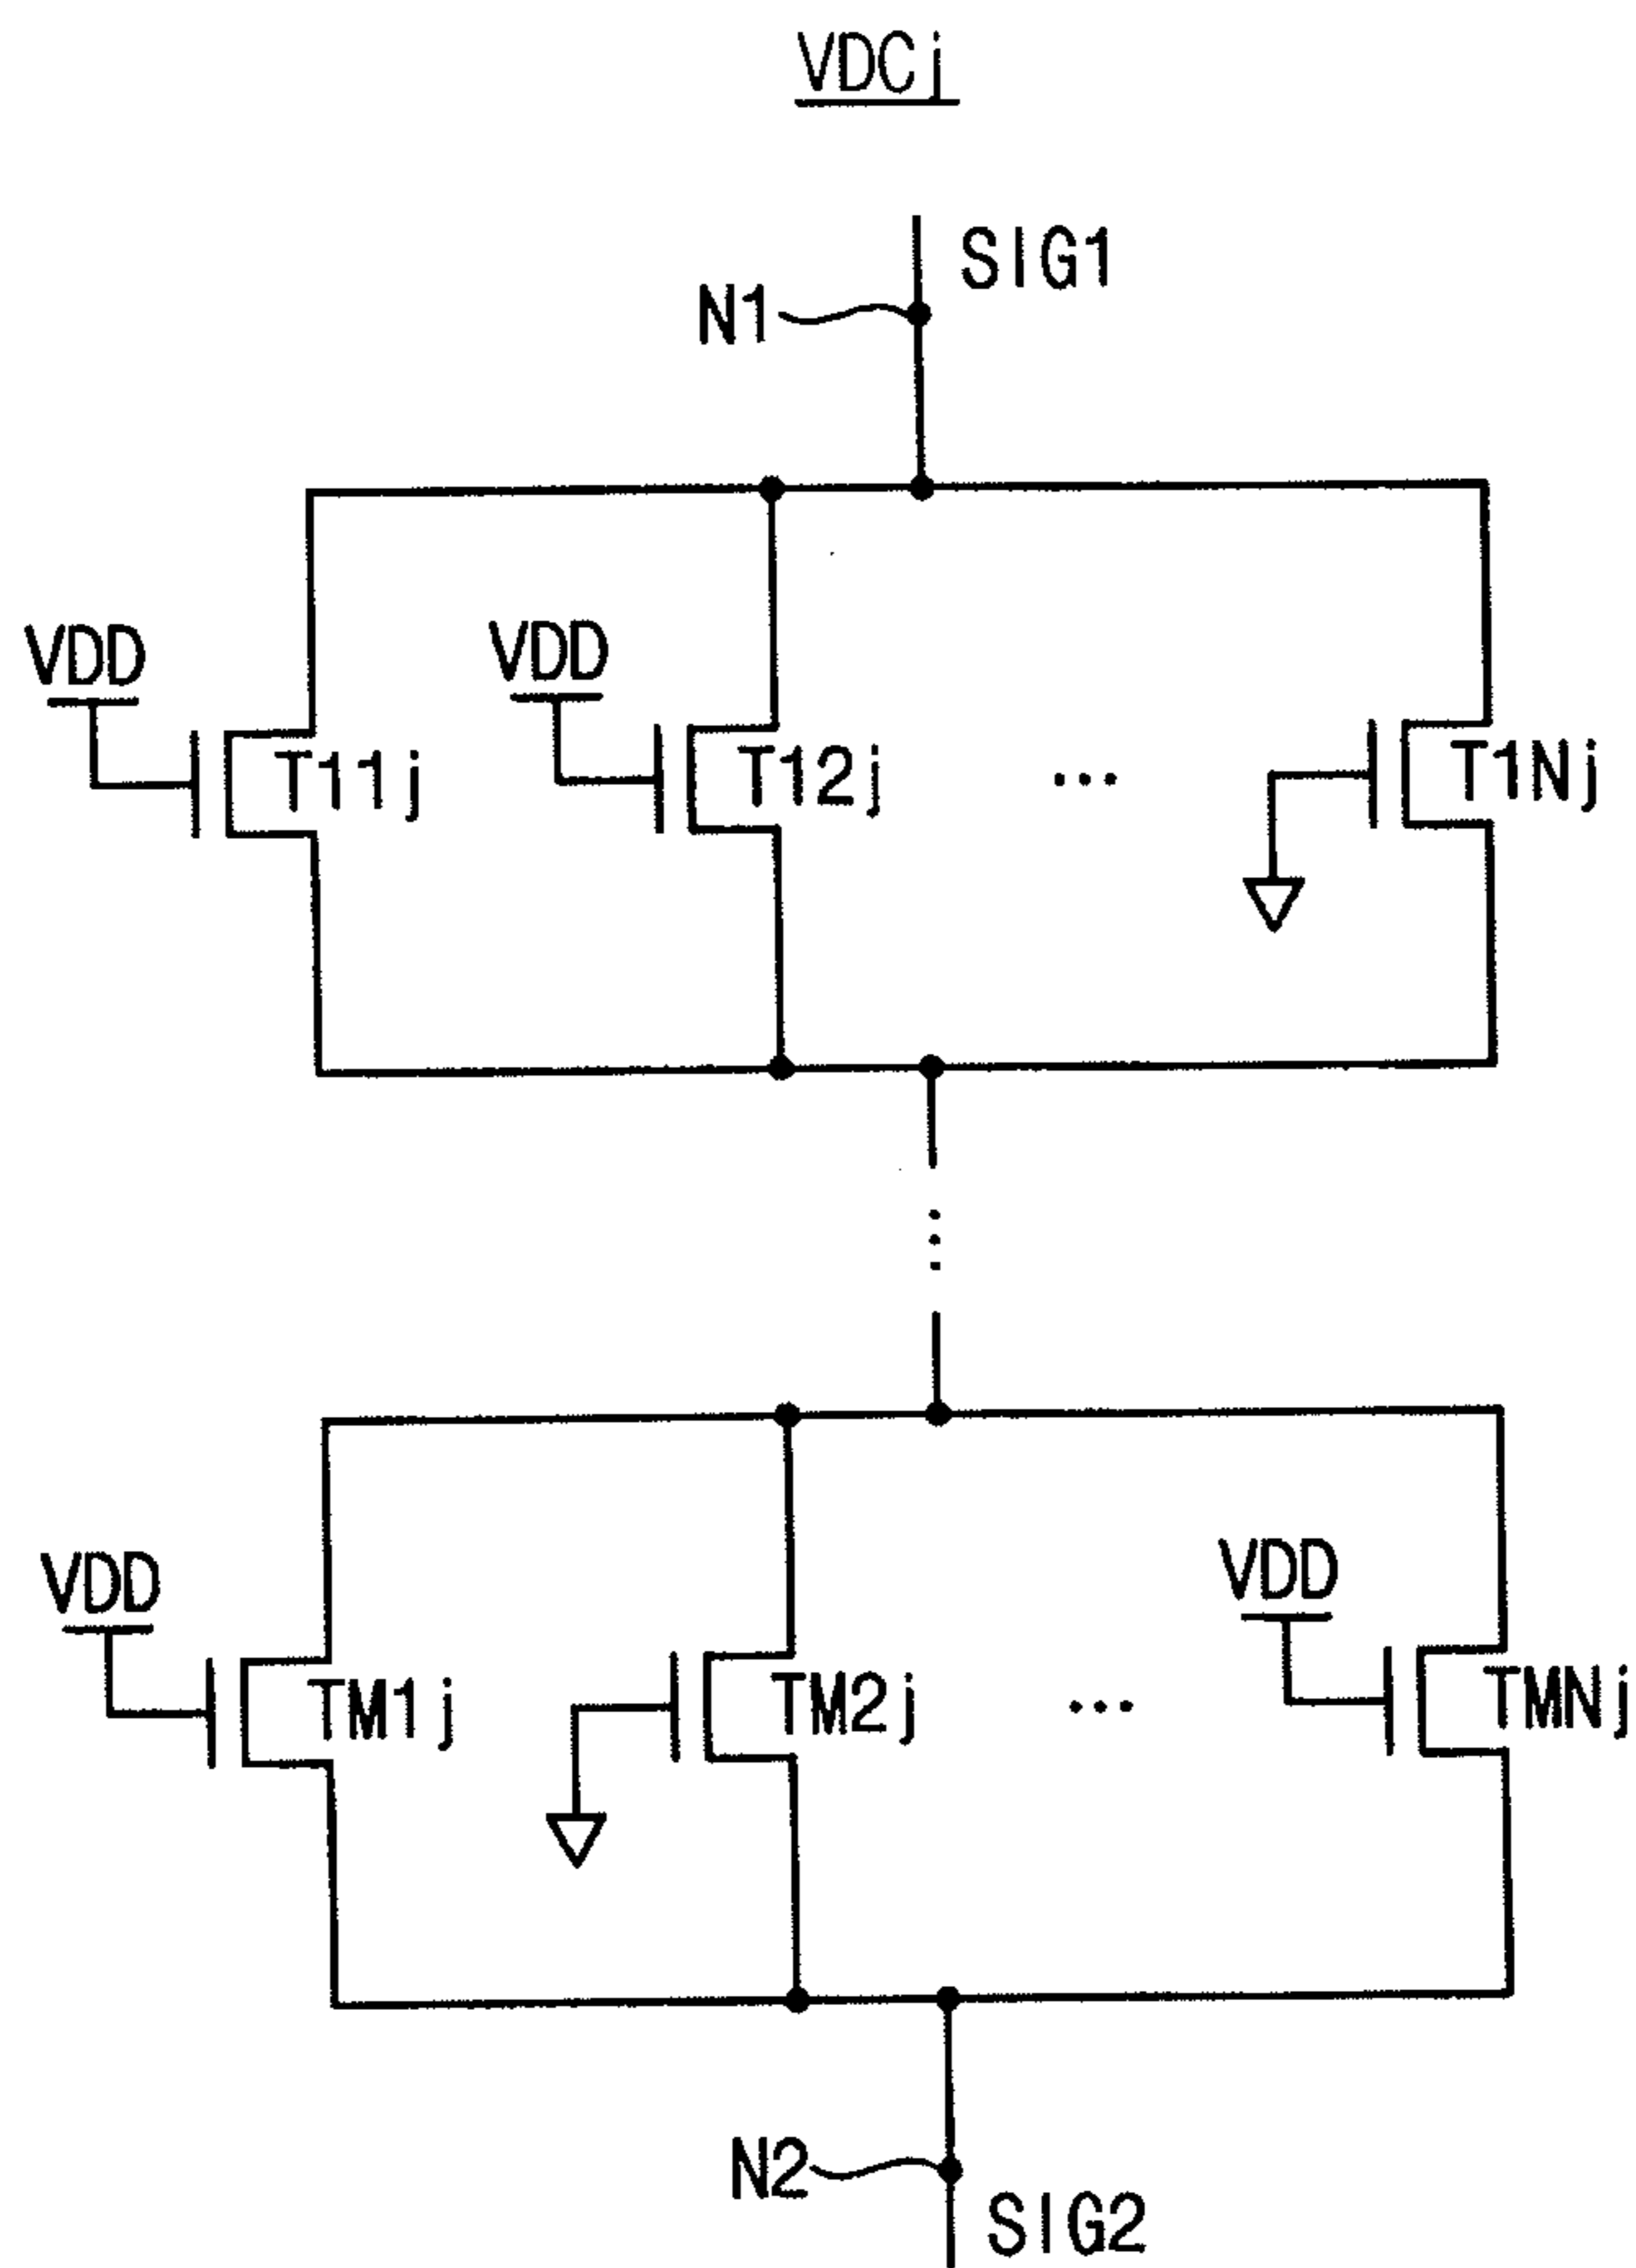 VDCj
SIG1
N1
VDD
VDD
T11j
T12j
...
T1Nj
...
VDD
VDD
TM1j
TM2j
...
TMNj
N2
SIG2